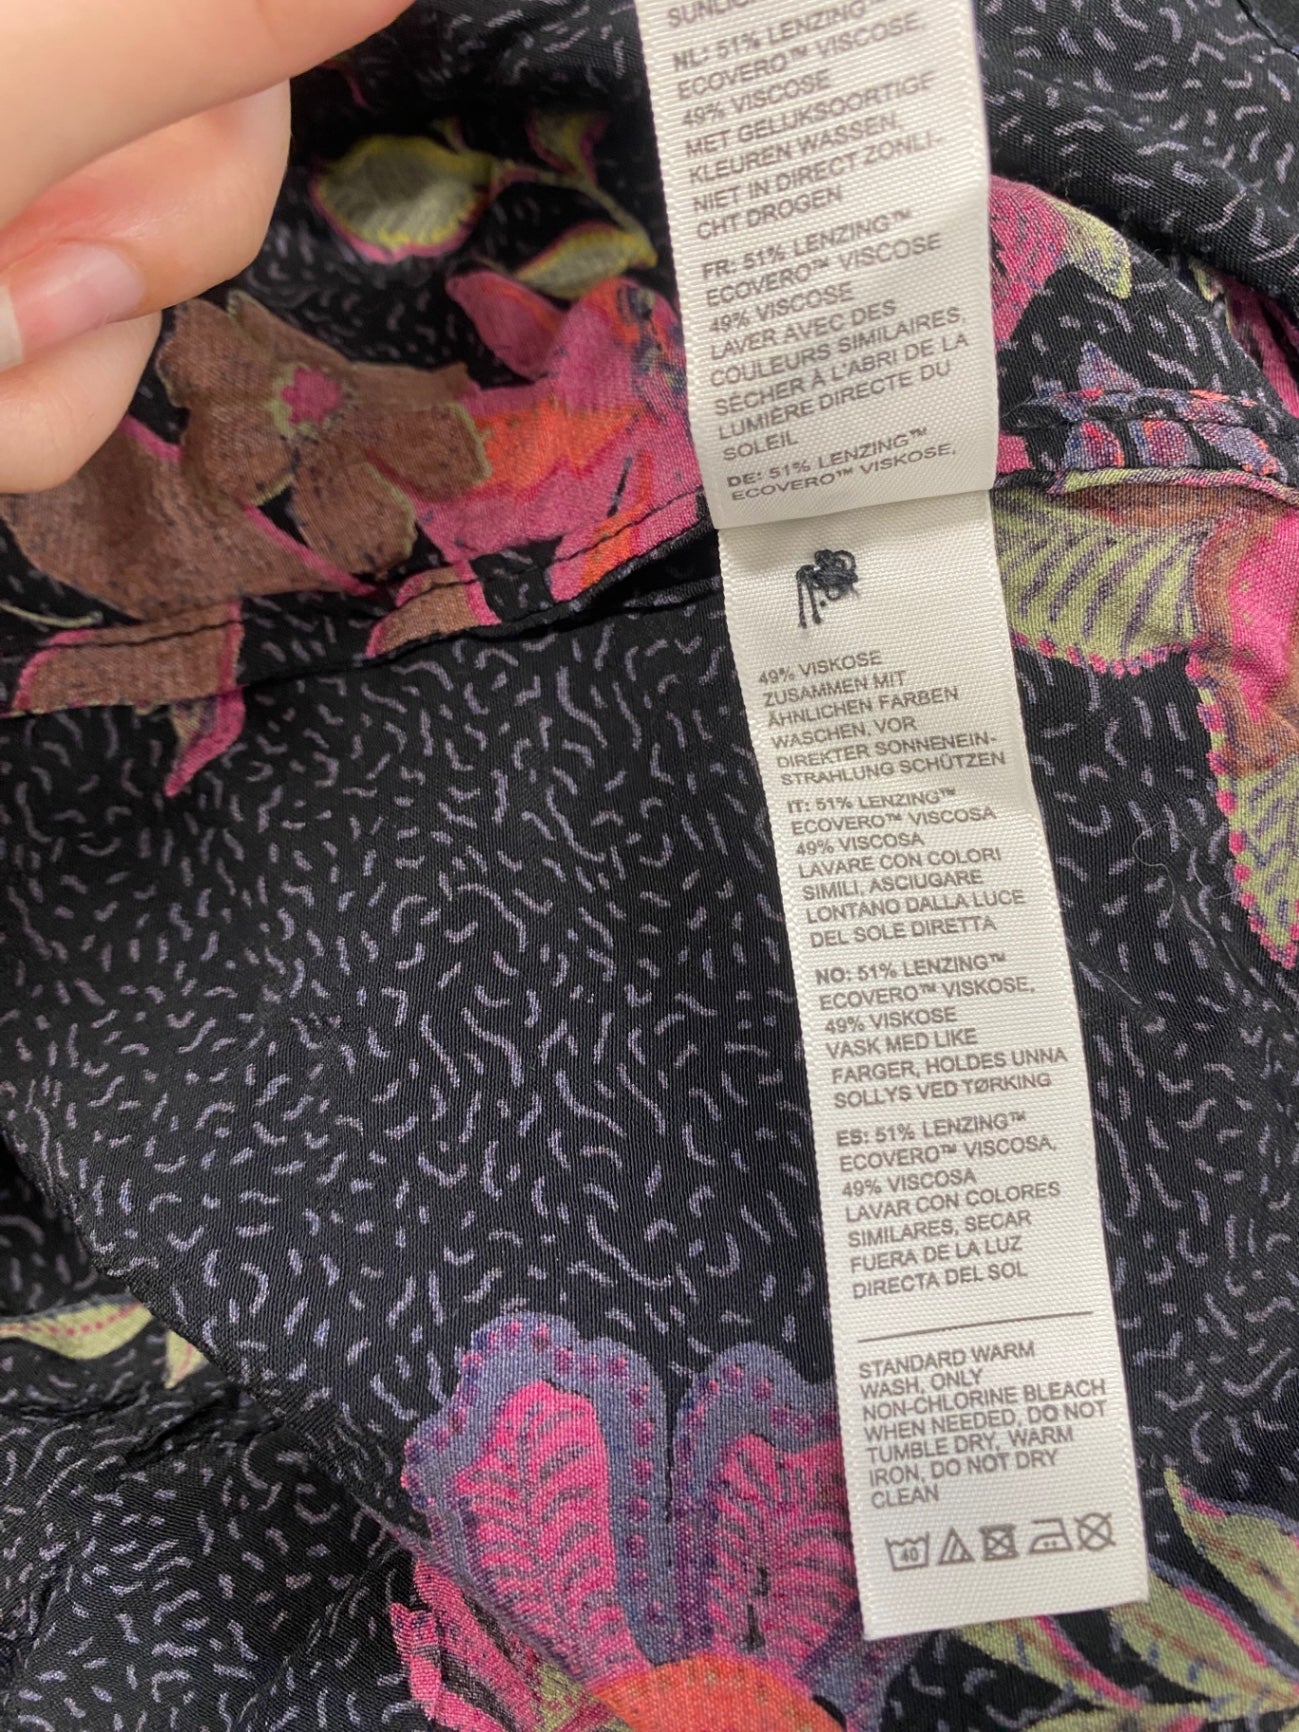 NL: 51% LENZING™
ECOVERO™ VISCOSE,
49% VISCOSE
MET GELIJKSOORTIGE
KLEUREN WASSEN,
NIET IN DIRECT ZONLI-
CHT DROGEN
FR: 51% LENZING™
ECOVERO™ VISCOSE
49% VISCOSE
LAVER AVEC DES
COULEURS SIMILAIRES,
SÉCHER À L'ABRI DE LA
LUMIÈRE DIRECTE DU
SOLEIL
DE: 51% LENZING™
ECOVERO™ VISKOSE,
49% VISKOSE
ZUSAMMEN MIT
ÄHNLICHEN FARBEN
WASCHEN, VOR
DIREKTER SONNENEIN-
STRAHLUNG SCHÜTZEN
IT: 51% LENZING™
ECOVERO™ VISCOSA
49% VISCOSA
LAVARE CON COLORI
SIMILI, ASCIUGARE
LONTANO DALLA LUCE
DEL SOLE DIRETTA
NO: 51% LENZING™
ECOVERO™ VISKOSE,
49% VISKOSE
VASK MED LIKE
FARGER, HOLDES UNNA
SOLLYS VED TØRKING
ES: 51% LENZING™
ECOVERO™ VISCOSA,
49% VISCOSA
LAVAR CON COLORES
SIMILARES, SECAR
FUERA DE LA LUZ
DIRECTA DEL SOL
STANDARD WARM
WASH, ONLY
NON-CHLORINE BLEACH
WHEN NEEDED, DO NOT
TUMBLE DRY, WARM
IRON, DO NOT DRY
CLEAN
40